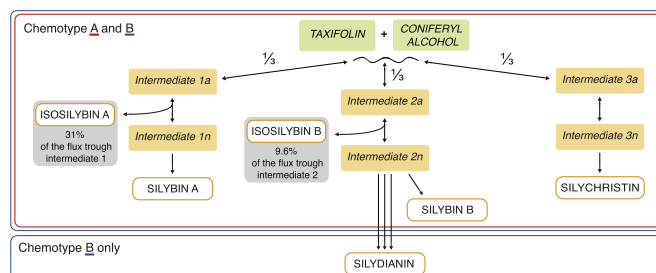 Chemotype A and B
TAXIFOLIN + CONIFERYL
ALCOHOL
⅓
⅓
⅓
Intermediate 1a
Intermediate 2a
Intermediate 3a
ISOSILYBIN A
31%
of the flux trough
intermediate 1
Intermediate 1n
ISOSILYBIN B
9.6%
of the flux trough
intermediate 2
Intermediate 2n
Intermediate 3n
SILYBIN A
SILYBIN B
SILYCHRISTIN
Chemotype B only
SILYDIANIN